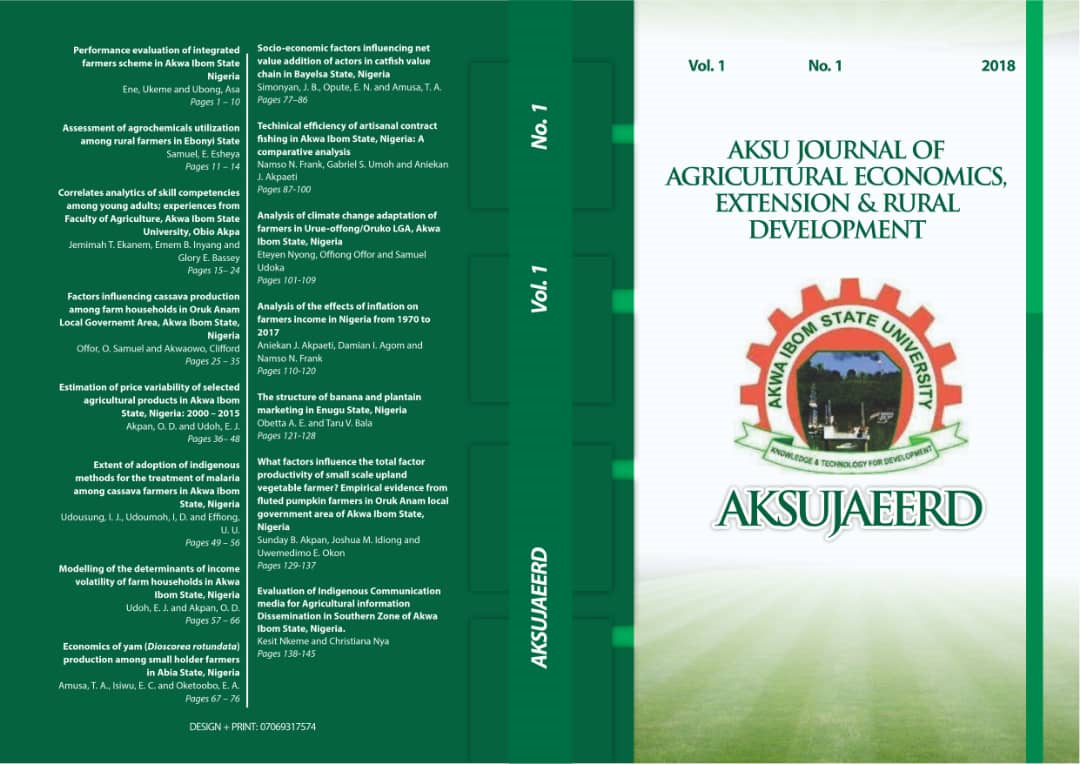 Performance evaluation of integrated
farmers scheme in Akwa Ibom State
Nigeria
Ene, Ukeme and Ubong, Asa
Pages 1 – 10
Assessment of agrochemicals utilization
among rural farmers in Ebonyi State
Samuel, E. Esheya
Pages 11 – 14
Correlates analytics of skill competencies
among young adults; experiences from
Faculty of Agriculture, Akwa Ibom State
University, Obio Akpa
Jemimah T. Ekanem, Emem B. Inyang and
Glory E. Bassey
Pages 15– 24
Factors influencing cassava production
among farm households in Oruk Anam
Local Governemt Area, Akwa Ibom State,
Nigeria
Offor, O. Samuel and Akwaowo, Clifford
Pages 25 – 35
Estimation of price variability of selected
agricultural products in Akwa Ibom
State, Nigeria: 2000 – 2015
Akpan, O. D. and Udoh, E. J.
Pages 36– 48
Extent of adoption of indigenous
methods for the treatment of malaria
among cassava farmers in Akwa Ibom
State, Nigeria
Udousung, I. J., Udoumoh, I, D. and Effiong,
U. U.
Pages 49 – 56
Modelling of the determinants of income
volatility of farm households in Akwa
Ibom State, Nigeria
Udoh, E. J. and Akpan, O. D.
Pages 57 – 66
Economics of yam (Dioscorea rotundata)
production among small holder farmers
in Abia State, Nigeria
Amusa, T. A., Isiwu, E. C. and Oketoobo, E. A.
Pages 67 – 76
Socio-economic factors influencing net
value addition of actors in catfish value
chain in Bayelsa State, Nigeria
Simonyan, J. B., Opute, E. N. and Amusa, T. A.
Pages 77–86
Techinical efficiency of artisanal contract
fishing in Akwa Ibom State, Nigeria: A
comparative analysis
Namso N. Frank, Gabriel S. Umoh and Aniekan
J. Akpaeti
Pages 87-100
Analysis of climate change adaptation of
farmers in Urue-offong/Oruko LGA, Akwa
Ibom State, Nigeria
Eteyen Nyong, Offiong Offor and Samuel
Udoka
Pages 101-109
Analysis of the effects of inflation on
farmers income in Nigeria from 1970 to
2017
Aniekan J. Akpaeti, Damian I. Agom and
Namso N. Frank
Pages 110-120
The structure of banana and plantain
marketing in Enugu State, Nigeria
Obetta A. E. and Taru V. Bala
Pages 121-128
What factors influence the total factor
productivity of small scale upland
vegetable farmer? Empirical evidence from
fluted pumpkin farmers in Oruk Anam local
government area of Akwa Ibom State,
Nigeria
Sunday B. Akpan, Joshua M. Idiong and
Uwemedimo E. Okon
Pages 129-137
Evaluation of Indigenous Communication
media for Agricultural information
Dissemination in Southern Zone of Akwa
Ibom State, Nigeria.
Kesit Nkeme and Christiana Nya
Pages 138-145
DESIGN + PRINT: 07069317574
AKSUJAEERD Vol. 1 No. 1
Vol. 1 No. 1 2018
AKSU JOURNAL OF
AGRICULTURAL ECONOMICS,
EXTENSION & RURAL
DEVELOPMENT
AKWA IBOM STATE UNIVERSITY
KNOWLEDGE & TECHNOLOGY FOR DEVELOPMENT
AKSUJAEERD